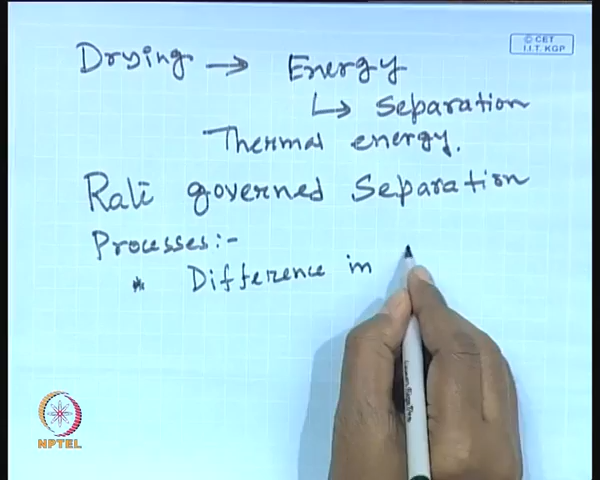 © CET
I.I.T. KGP
Drying → Energy
↳ Separation
Thermal energy.
Rate governed Separation
Processes:-
* Difference in
NPTEL